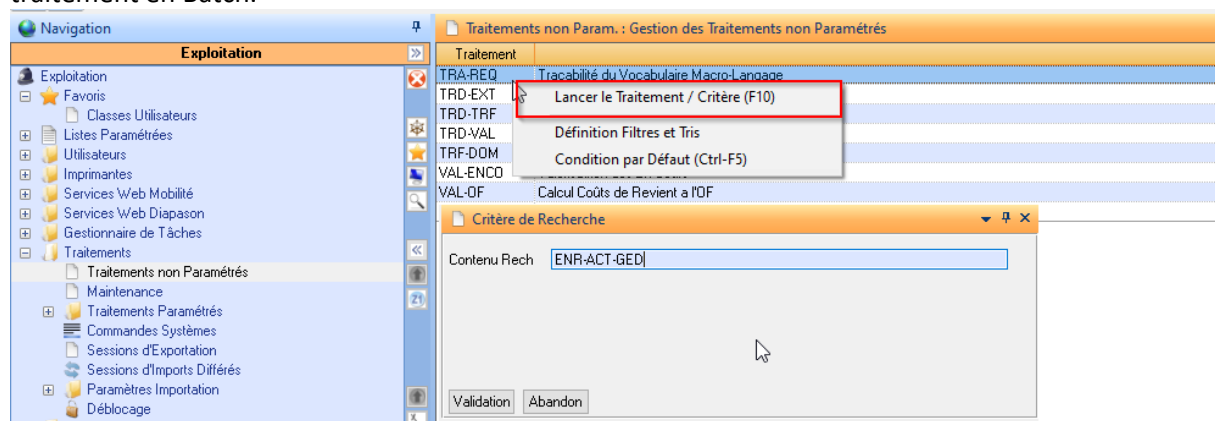 traitement en Batch.
Navigation
Exploitation
Exploitation
Favoris
Classes Utilisateurs
Listes Paramétrées
Utilisateurs
Imprimantes
Services Web Mobilité
Services Web Diapason
Gestionnaire de Tâches
Traitements
Traitements non Paramétrés
Maintenance
Traitements Paramétrés
Commandes Systèmes
Sessions d'Exportation
Sessions d'Imports Différés
Paramètres Importation
Déblocage
Traitements non Param. : Gestion des Traitements non Paramétrés
Traitement
TRA-REQ Tracabilité du Vocabulaire Macro-Langage
TRD-EXT
TRD-TRF
TRD-VAL
TRF-DOM
VAL-ENCO
VAL-OF Calcul Coûts de Revient a l'OF
Lancer le Traitement / Critère (F10)
Définition Filtres et Tris
Condition par Défaut (Ctrl-F5)
Critère de Recherche
Contenu Rech ENR-ACT-GED
Validation Abandon